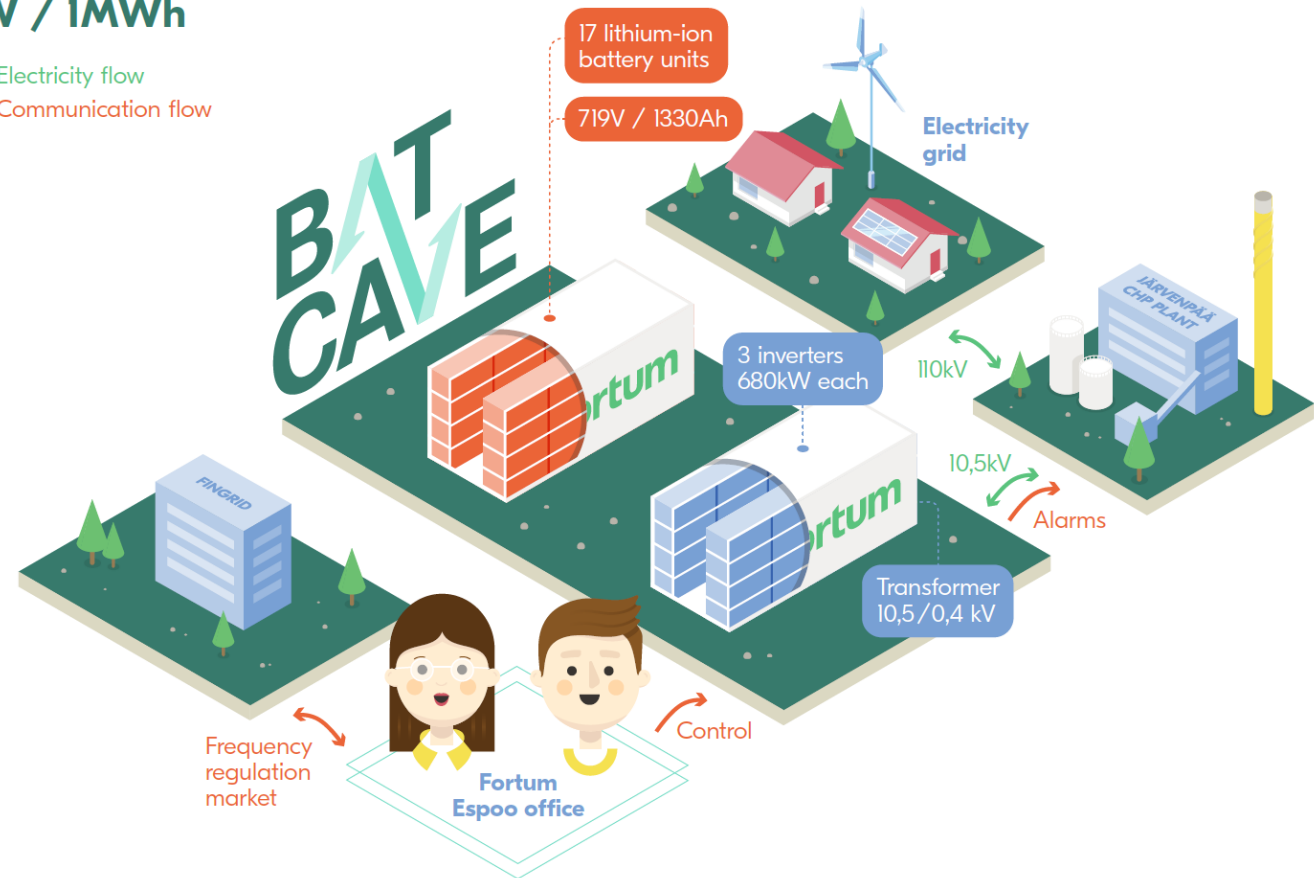 V / 1MWh
Electricity flow
Communication flow
17 lithium-ion
battery units
719V / 1330Ah
Electricity
grid
BAT
CAVE
JÄRVENPÄÄ
CHP PLANT
3 inverters
680kW each
110kV
ortum
10,5kV
Alarms
FINGRID
ortum
Transformer
10,5/0,4 kV
Control
Frequency
regulation
market
Fortum
Espoo office